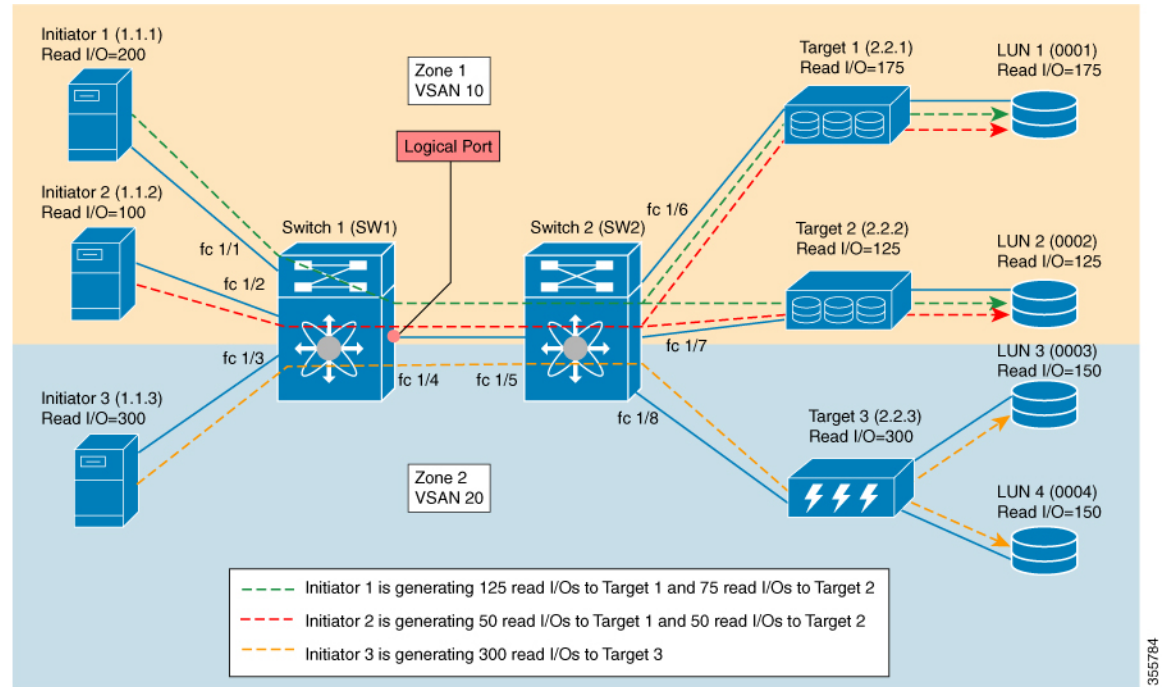 Initiator 1 (1.1.1)
Read I/O=200
Zone 1
VSAN 10
Target 1 (2.2.1)
Read I/O=175
LUN 1 (0001)
Read I/O=175
Logical Port
Initiator 2 (1.1.2)
Read I/O=100
fc 1/1
Switch 1 (SW1)
Switch 2 (SW2)
fc 1/6
Target 2 (2.2.2)
Read I/O=125
LUN 2 (0002)
Read I/O=125
fc 1/2
fc 1/3
fc 1/4
fc 1/5
fc 1/7
LUN 3 (0003)
Read I/O=150
Initiator 3 (1.1.3)
Read I/O=300
fc 1/8
Target 3 (2.2.3)
Read I/O=300
Zone 2
VSAN 20
LUN 4 (0004)
Read I/O=150
Initiator 1 is generating 125 read I/Os to Target 1 and 75 read I/Os to Target 2
Initiator 2 is generating 50 read I/Os to Target 1 and 50 read I/Os to Target 2
Initiator 3 is generating 300 read I/Os to Target 3
355784